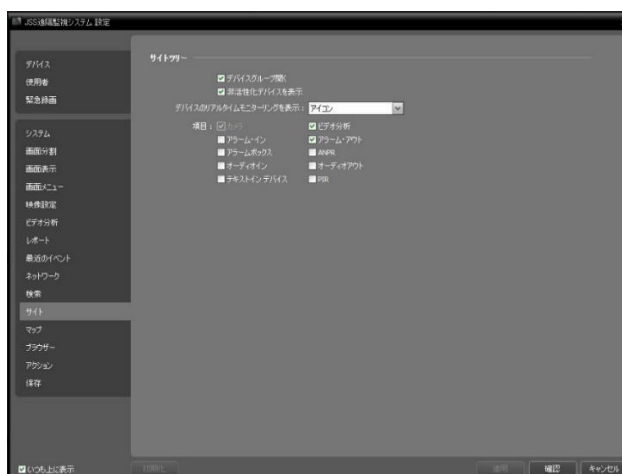 JSS遠隔監視システム 設定
デバイス
使用者
緊急録画
システム
画面分割
画面表示
画面メニュー
映像設定
ビデオ分析
レポート
最近のイベント
ネットワーク
検索
サイト
マップ
ブラウザー
アクション
保存
サイトツリー
デバイスグループ開く
非活性化デバイスを表示
デバイスのリアルタイムモニターリングを表示： アイコン
項目： カメラ ビデオ分析
アラーム・イン アラーム・アウト
アラームボックス ANPR
オーディオイン オーディオアウト
テキストイン デバイス PIR
いつも上に表示 初期化 適用 確認 キャンセル